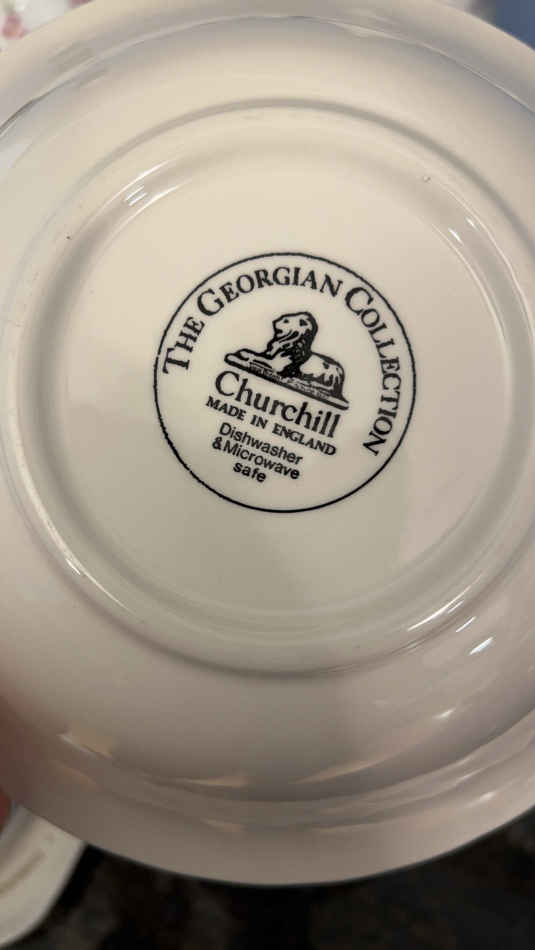 THE GEORGIAN COLLECTION
Churchill
MADE IN ENGLAND
Dishwasher
&Microwave
safe